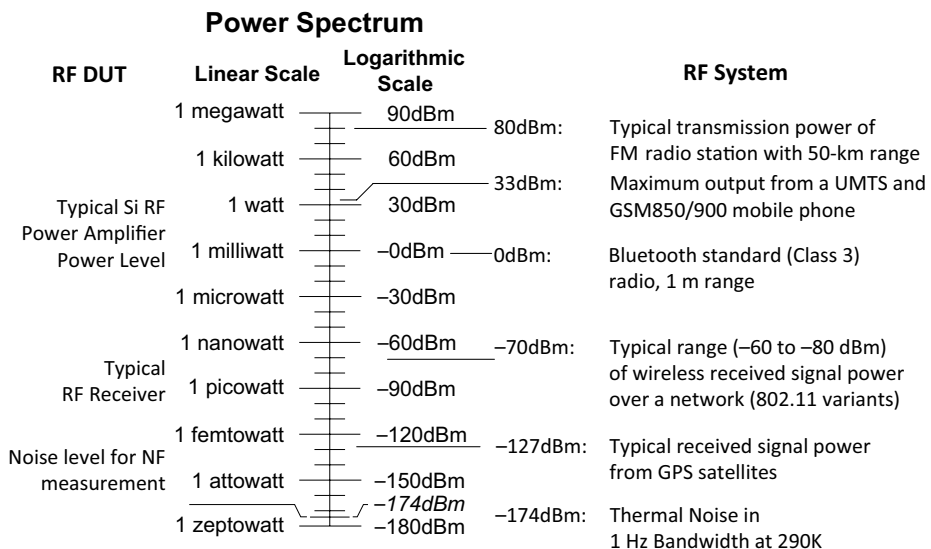 Power Spectrum
RF DUT
Linear Scale
Logarithmic
Scale
RF System
1 megawatt
90dBm
80dBm:
Typical transmission power of
FM radio station with 50-km range
1 kilowatt
60dBm
33dBm:
Maximum output from a UMTS and
GSM850/900 mobile phone
1 watt
30dBm
Typical Si RF
Power Amplifier
Power Level
1 milliwatt
–0dBm
0dBm:
Bluetooth standard (Class 3)
radio, 1 m range
1 microwatt
–30dBm
1 nanowatt
–60dBm
–70dBm:
Typical range (–60 to –80 dBm)
of wireless received signal power
over a network (802.11 variants)
Typical
RF Receiver
1 picowatt
–90dBm
1 femtowatt
–120dBm
–127dBm:
Typical received signal power
from GPS satellites
Noise level for NF
measurement
1 attowatt
–150dBm
–174dBm
–174dBm:
Thermal Noise in
1 Hz Bandwidth at 290K
1 zeptowatt
–180dBm